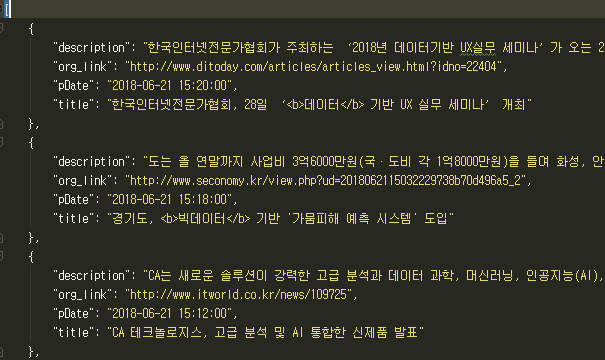 [
{
"description": "한국인터넷전문가협회가 주최하는 ‘2018년 데이터기반 UX실무 세미나’가 오는 2
"org_link": "http://www.ditoday.com/articles/articles_view.html?idno=22404",
"pDate": "2018-06-21 15:20:00",
"title": "한국인터넷전문가협회, 28일 ‘<b>데이터</b> 기반 UX 실무 세미나’ 개최"
},
{
"description": "도는 올 연말까지 사업비 3억6000만원(국·도비 각 1억8000만원)을 들여 화성, 안
"org_link": "http://www.seconomy.kr/view.php?ud=2018062115032229738b70d496a5_2",
"pDate": "2018-06-21 15:18:00",
"title": "경기도, <b>빅데이터</b> 기반 '가뭄피해 예측 시스템' 도입"
},
{
"description": "CA는 새로운 솔루션이 강력한 고급 분석과 데이터 과학, 머신러닝, 인공지능(AI),
"org_link": "http://www.itworld.co.kr/news/109725",
"pDate": "2018-06-21 15:12:00",
"title": "CA 테크놀로지스, 고급 분석 및 AI 통합한 신제품 발표"
},